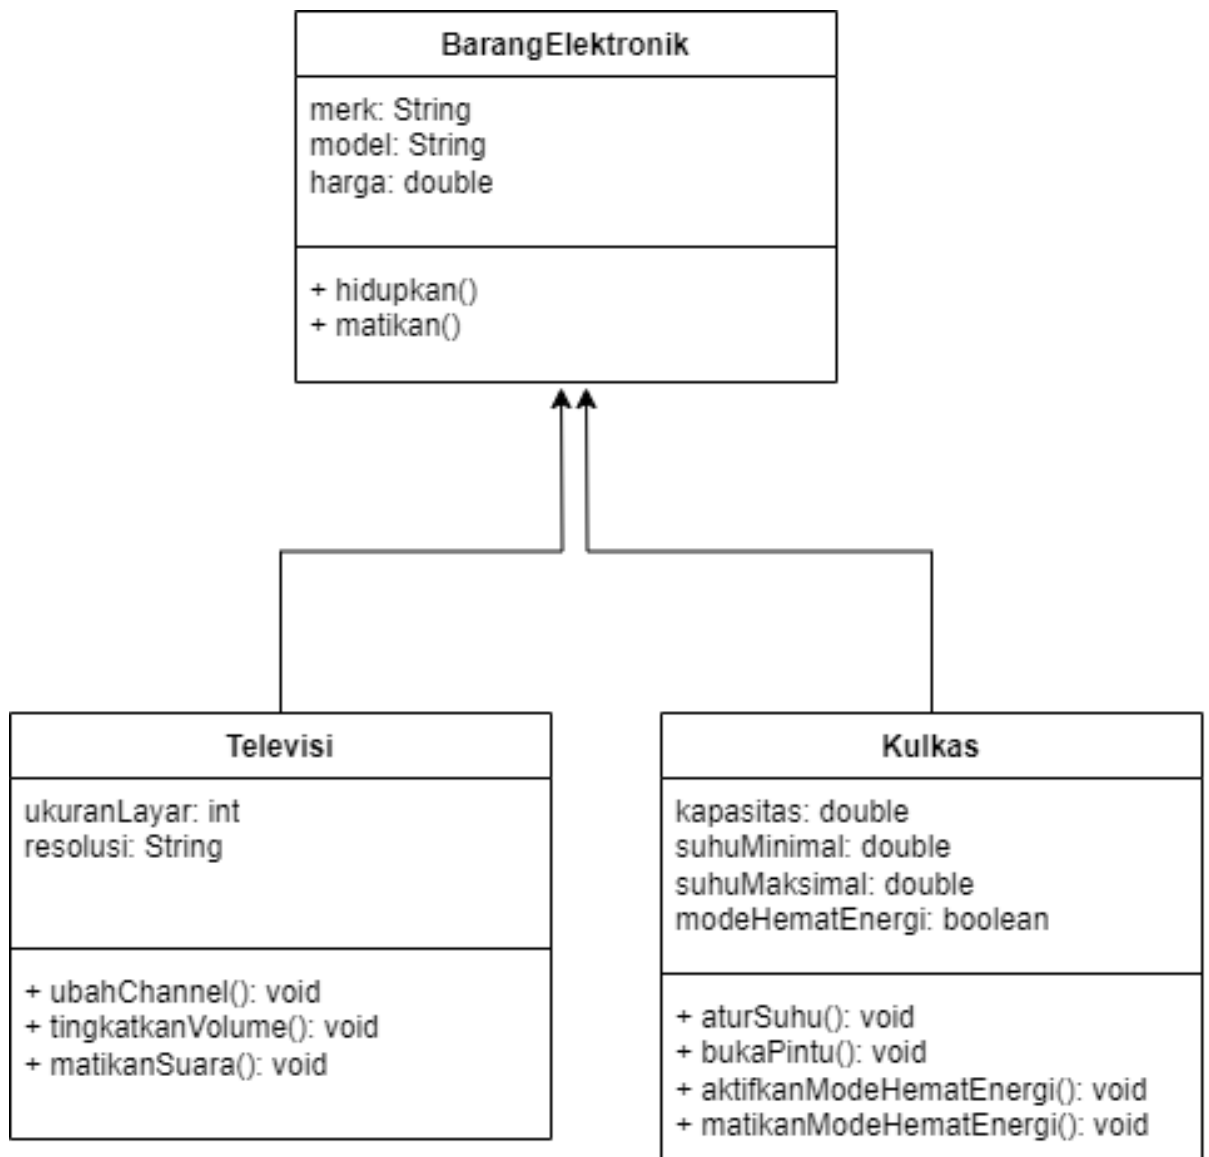 BarangElektronik
merk: String
model: String
harga: double
+ hidupkan()
+ matikan()
Televisi
ukuranLayar: int
resolusi: String
+ ubahChannel(): void
+ tingkatkanVolume(): void
+ matikanSuara(): void
Kulkas
kapasitas: double
suhuMinimal: double
suhuMaksimal: double
modeHematEnergi: boolean
+ aturSuhu(): void
+ bukaPintu(): void
+ aktifkanModeHematEnergi(): void
+ matikanModeHematEnergi(): void